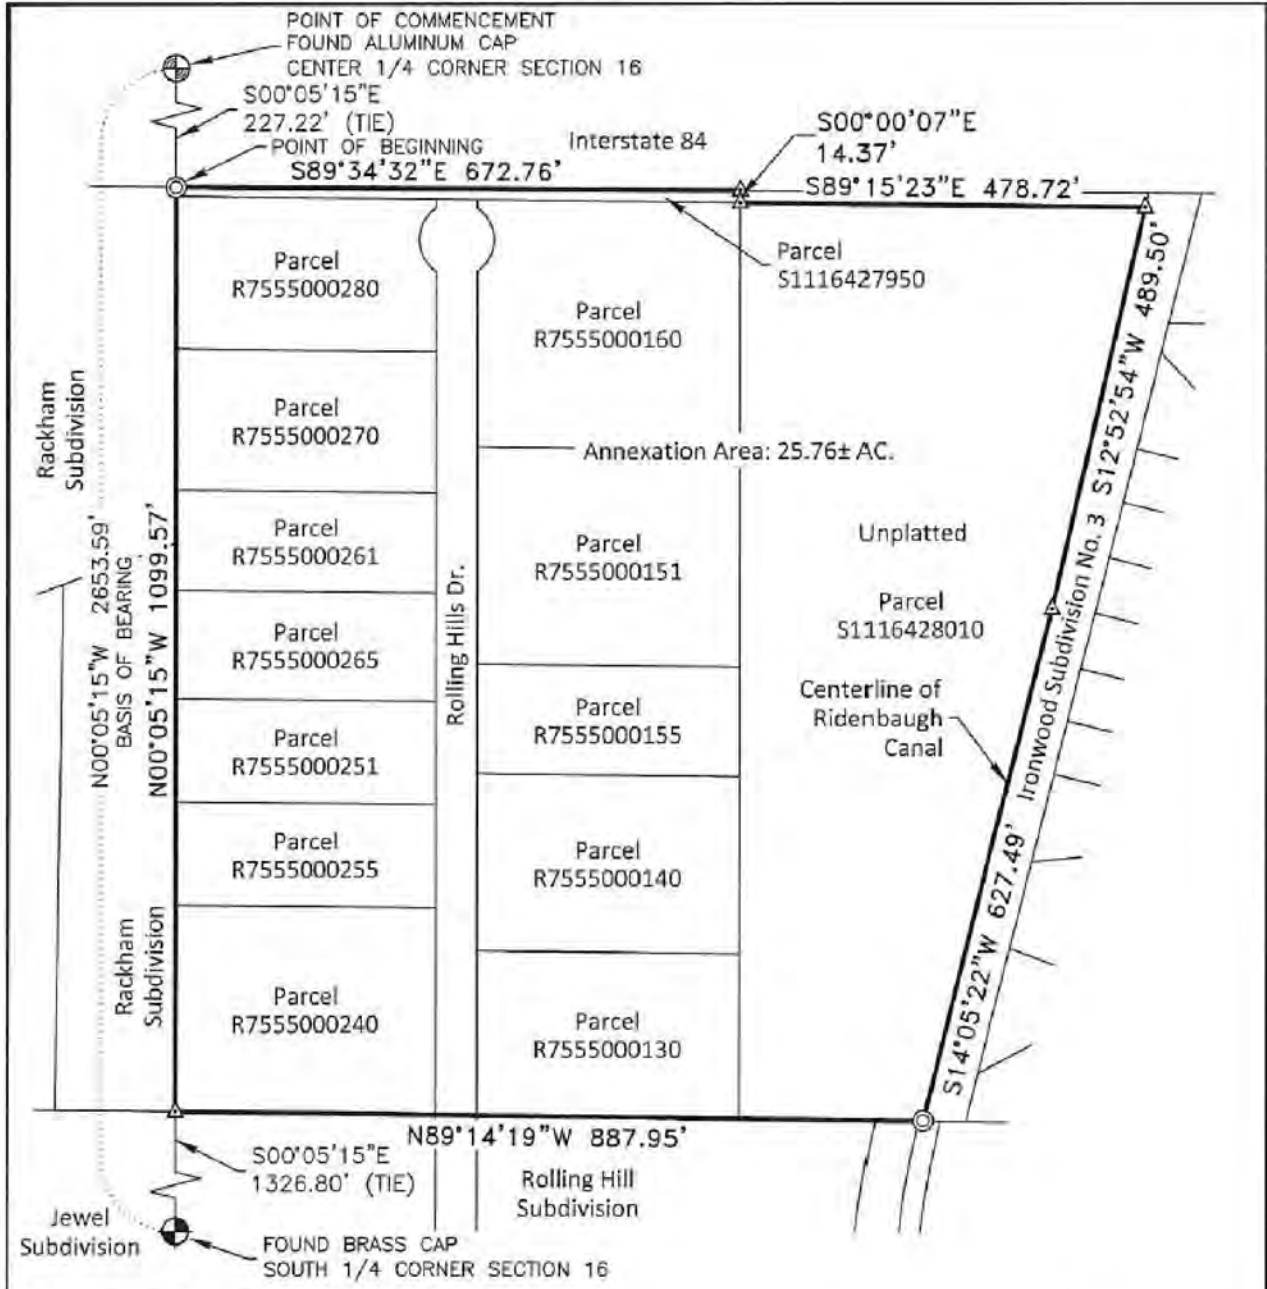 POINT OF COMMENCEMENT
FOUND ALUMINUM CAP
CENTER 1/4 CORNER SECTION 16
S00°05'15"E
227.22' (TIE)
POINT OF BEGINNING
S89°34'32"E 672.76'
Interstate 84
S00°00'07"E
14.37'
S89°15'23"E 478.72'
Parcel
S1116427950
Parcel
R7555000280
Parcel
R7555000160
Parcel
R7555000270
Annexation Area: 25.76± AC.
Parcel
R7555000261
Parcel
R7555000151
Unplatted
Parcel
S1116428010
Parcel
R7555000265
Centerline of
Ridenbaugh
Canal
Parcel
R7555000155
Parcel
R7555000251
Parcel
R7555000255
Parcel
R7555000140
Parcel
R7555000240
Parcel
R7555000130
Rolling Hills Dr.
Rackham
Subdivision
N00°05'15"W 2653.59'
BASIS OF BEARING
N00°05'15"W 1099.57'
Rackham
Subdivision
S12°52'54"W 489.50'
Ironwood Subdivision No. 3
S14°05'22"W 627.49'
N89°14'19"W 887.95'
S00°05'15"E
1326.80' (TIE)
Rolling Hill
Subdivision
Jewel
Subdivision
FOUND BRASS CAP
SOUTH 1/4 CORNER SECTION 16